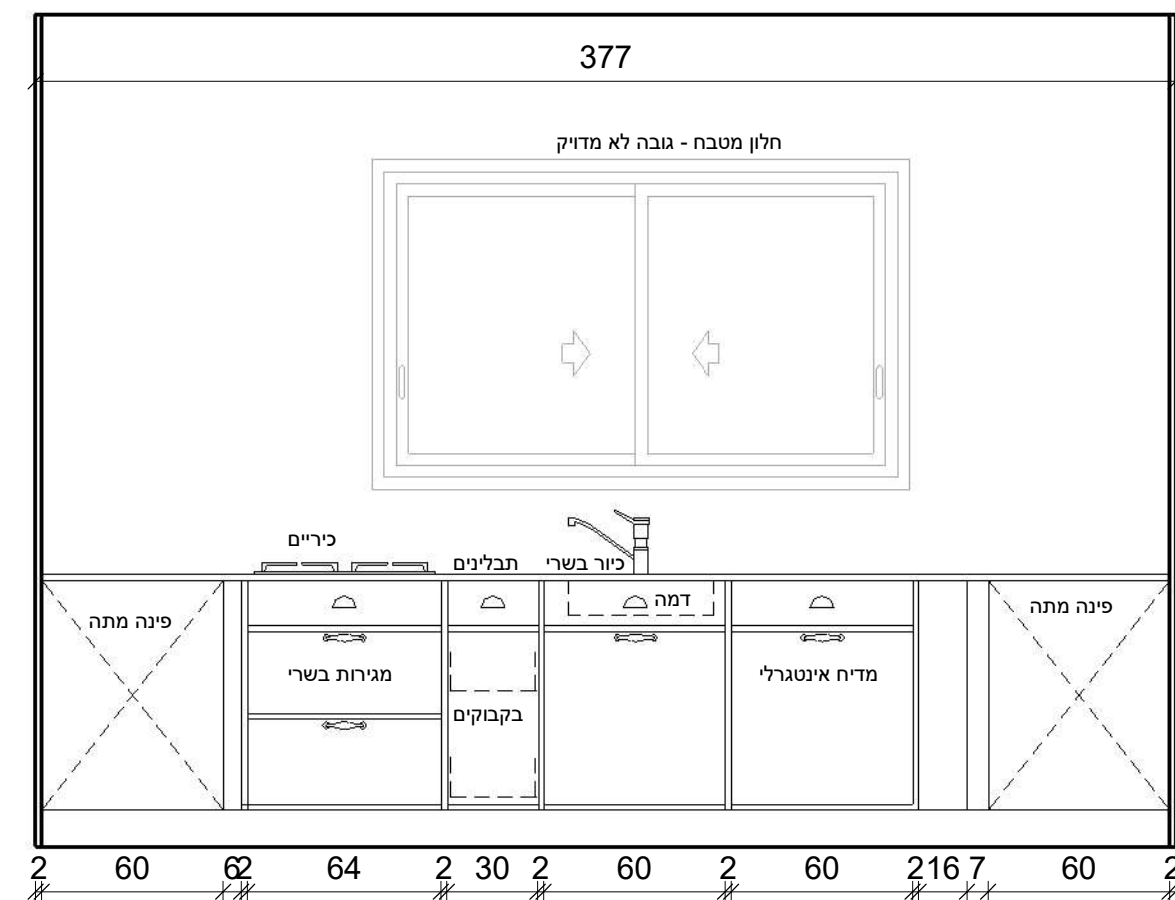 377
חלון מטבח - גובה לא מדויק
כיריים
תבלינים
כיור בשרי
פינה מתה
דמה
פינה מתה
מגירות בשרי
מדיח אינטגרלי
בקבוקים
2 60 6 2 64 2 30 2 60 2 60 2 16 7 60 2